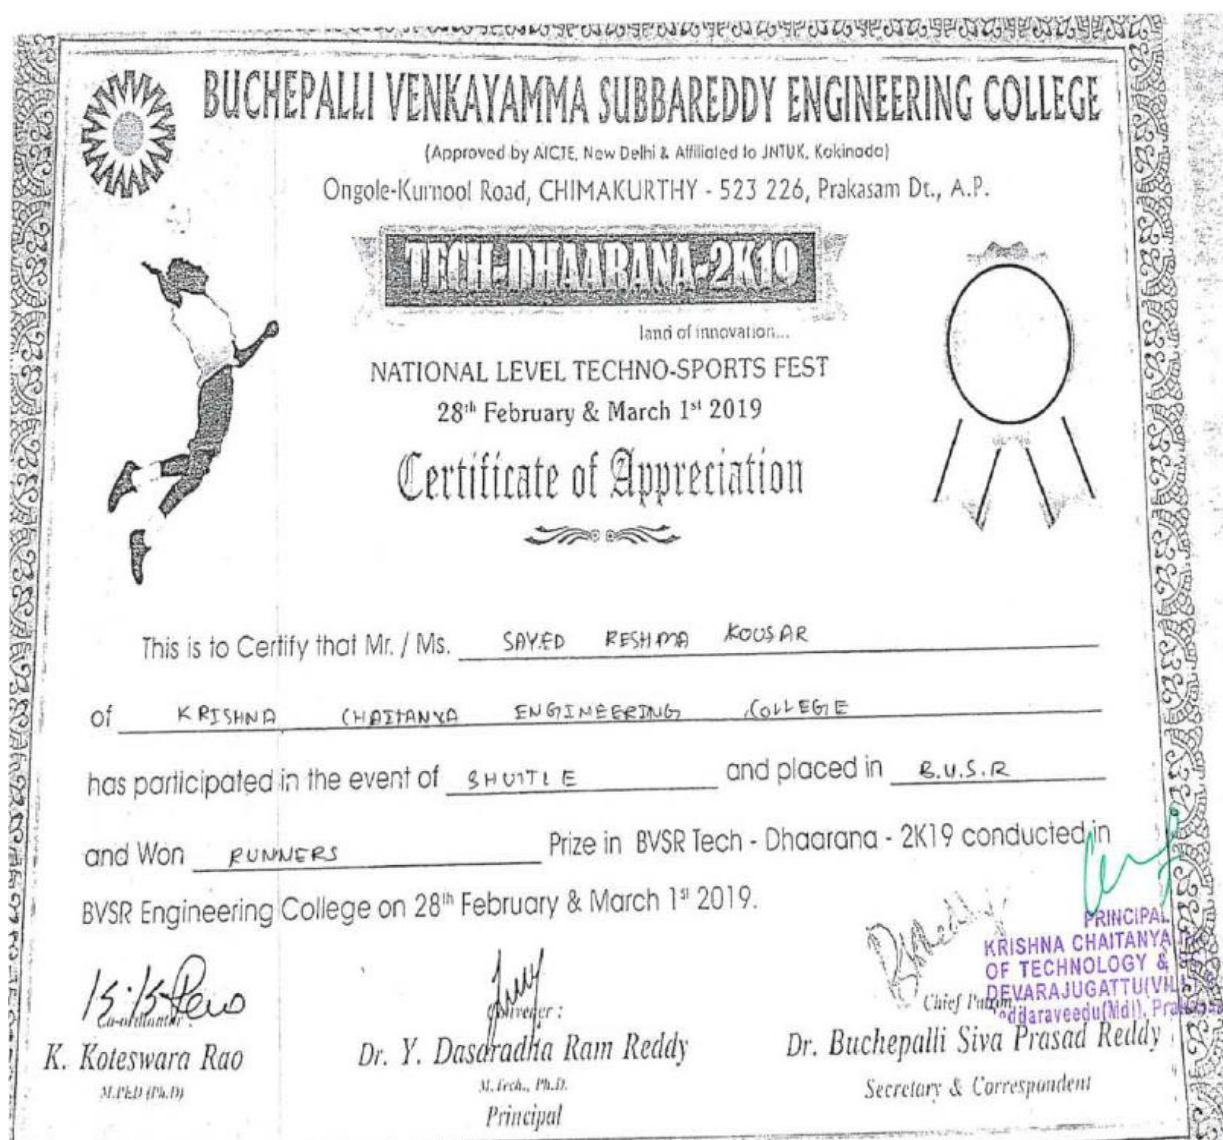 BUCHEPALLI VENKAYAMMA SUBBAREDDY ENGINEERING COLLEGE
(Approved by AICTE, New Delhi & Affiliated to JNTUK, Kakinada)
Ongole-Kurnool Road, CHIMAKURTHY - 523 226, Prakasam Dt., A.P.
TECH-DHAARANA-2K19
land of innovation...
NATIONAL LEVEL TECHNO-SPORTS FEST
28th February & March 1st 2019
Certificate of Appreciation
This is to Certify that Mr. / Ms. SAYED RESHMA KOUSAR
of KRISHNA CHAITANYA ENGINEERING COLLEGE
has participated in the event of SHUTTLE and placed in B.V.S.R
and Won RUNNERS Prize in BVSR Tech - Dhaarana - 2K19 conducted in
BVSR Engineering College on 28th February & March 1st 2019.
PRINCIPAL
KRISHNA CHAITANYA
OF TECHNOLOGY &
DEVARAJUGATTU(VILL
Co-ordinator :
Convener :
Chief Patron
K. Koteswara Rao
Dr. Y. Dasaradha Ram Reddy
Dr. Buchepalli Siva Prasad Reddy
M.PED (Ph.D)
M.Tech., Ph.D.
Secretary & Correspondent
Principal